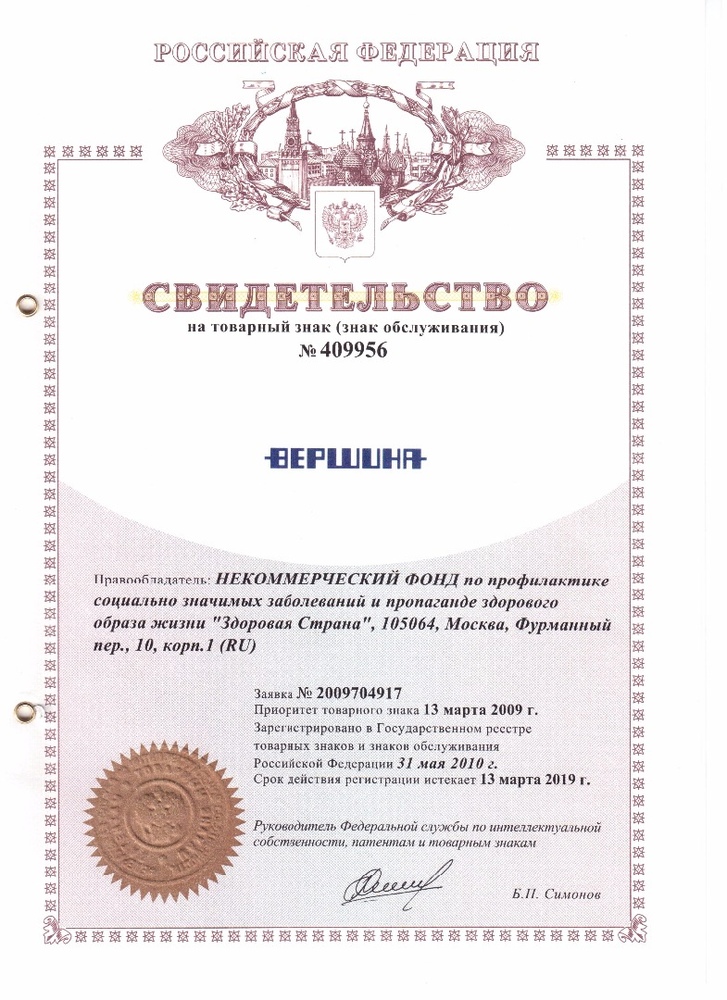 РОССИЙСКАЯ ФЕДЕРАЦИЯ
СВИДЕТЕЛЬСТВО
на товарный знак (знак обслуживания)
№ 409956
ВЕРШИНА
Правообладатель: НЕКОММЕРЧЕСКИЙ ФОНД по профилактике
социально значимых заболеваний и пропаганде здорового
образа жизни "Здоровая Страна", 105064, Москва, Фурманный
пер., 10, корп.1 (RU)
Заявка № 2009704917
Приоритет товарного знака 13 марта 2009 г.
Зарегистрировано в Государственном реестре
товарных знаков и знаков обслуживания
Российской Федерации 31 мая 2010 г.
Срок действия регистрации истекает 13 марта 2019 г.
Руководитель Федеральной службы по интеллектуальной
собственности, патентам и товарным знакам
Б.П. Симонов